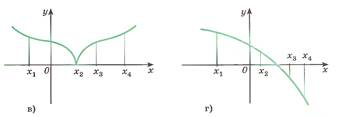 y
y
x₃ x₄
x₁ 0 x₂ x₃ x₄ x
x₁ 0 x₂ x
в)
г)